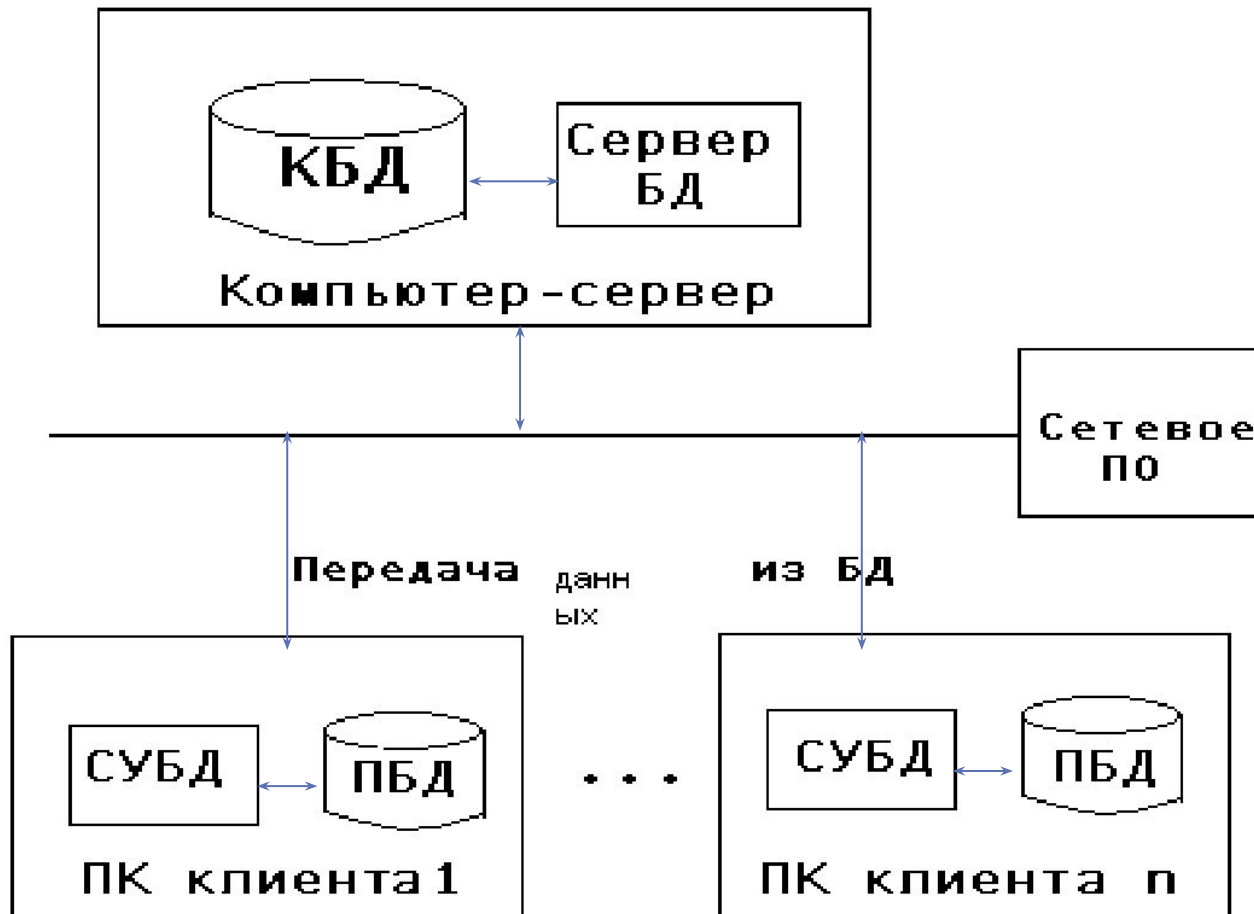 КБД
Сервер
БД
Компьютер-сервер
Сетевое
ПО
Передача
данн
ых
из БД
СУБД
ПБД
...
СУБД
ПБД
ПК клиента1
ПК клиента n